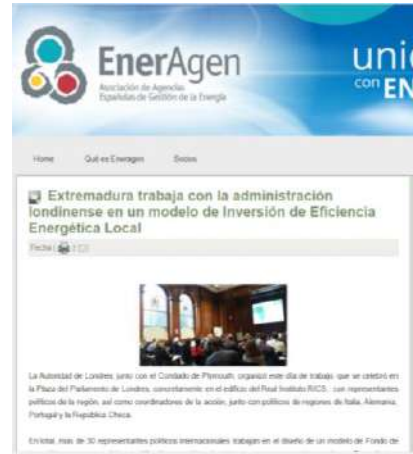 EnerAgen
Asociación de Agencias
Españolas de Gestión de la Energía
unio
con EN
Home Qué es Eneragen Socios
Extremadura trabaja con la administración
londinense en un modelo de Inversión de Eficiencia
Energética Local
Fecha |
La Autoridad de Londres, junto con el Condado de Plymouth, organizó este día de trabajo, que se celebró en
la Plaza del Parlamento de Londres, concretamente en el edificio del Real Instituto RICS, con representantes
políticos de la región, así como coordinadores de la acción, junto con políticos de regiones de Italia, Alemania,
Portugal y la República Checa.
En total, mas de 30 representantes políticos internacionales trabajan en el diseño de un modelo de Fondo de